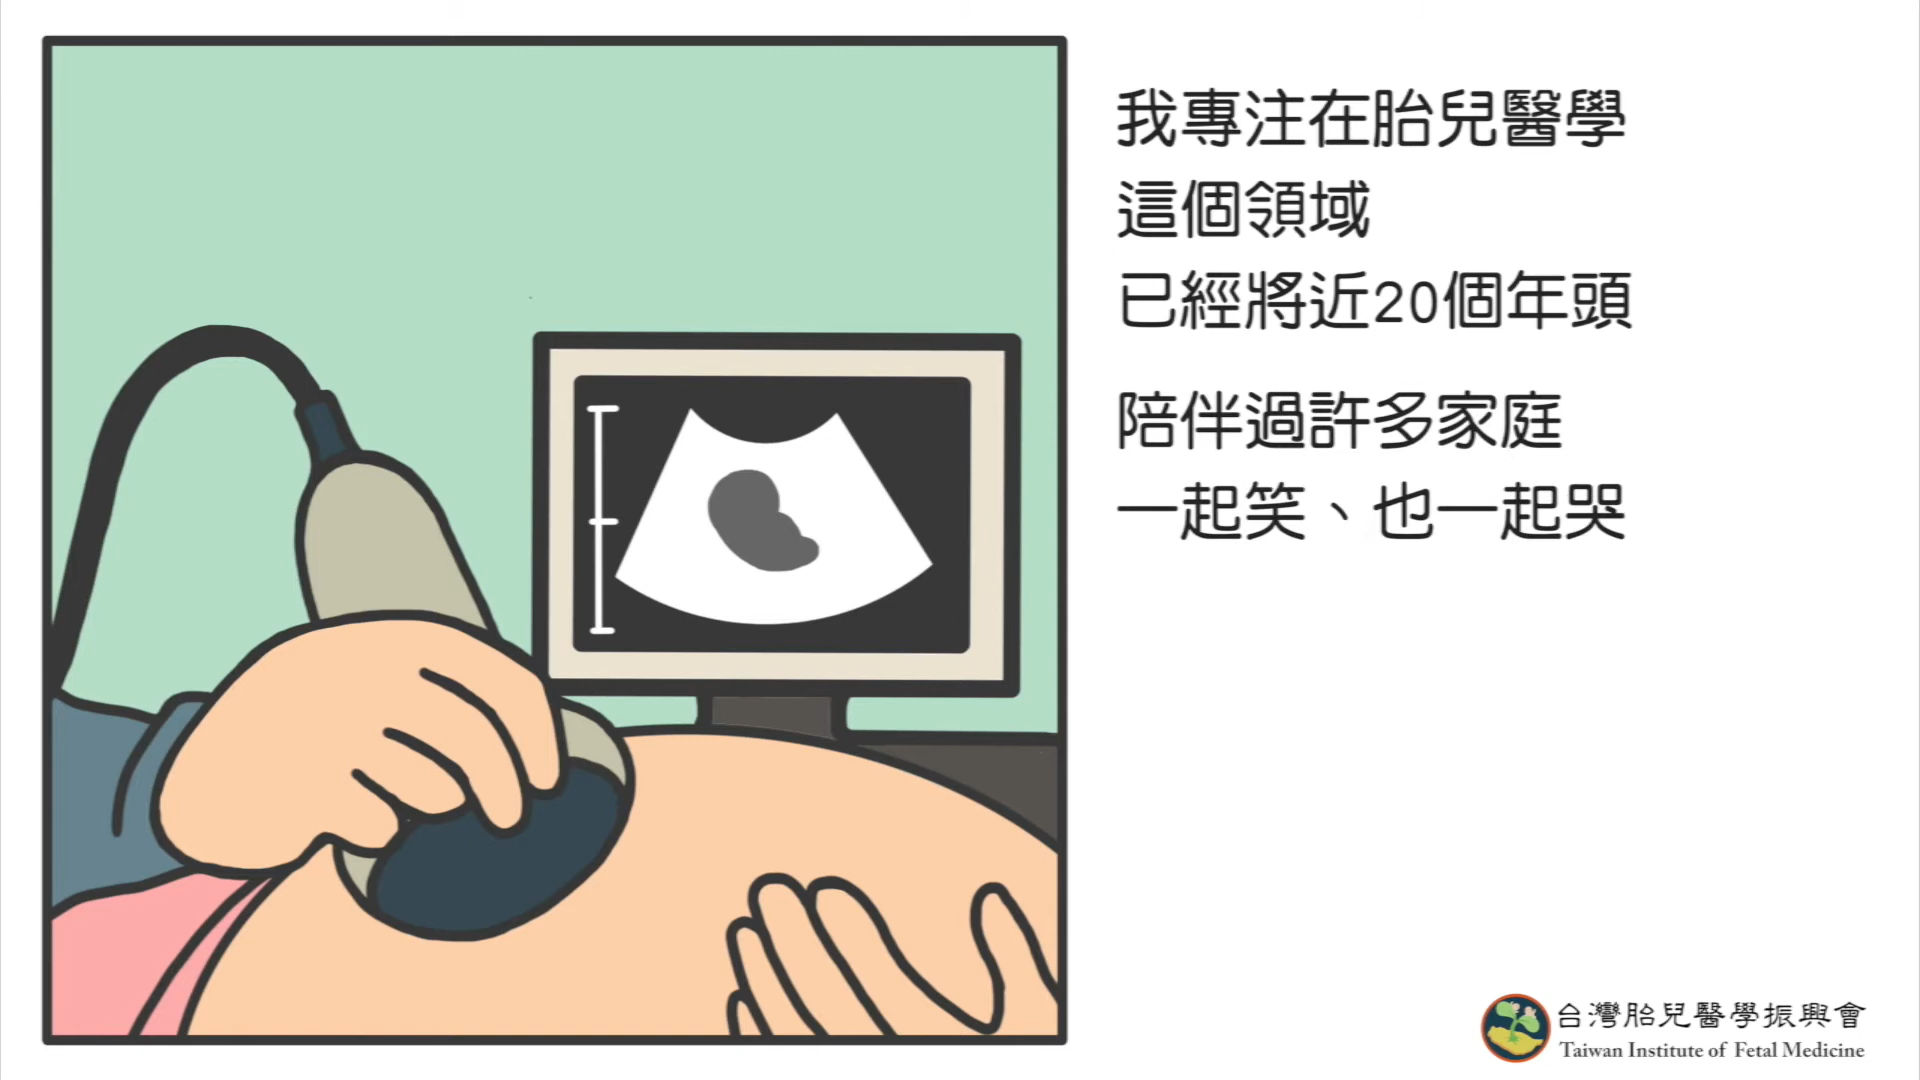 我專注在胎兒醫學
這個領域
已經將近20個年頭
陪伴過許多家庭
一起笑、也一起哭
台灣胎兒醫學振興會
Taiwan Institute of Fetal Medicine